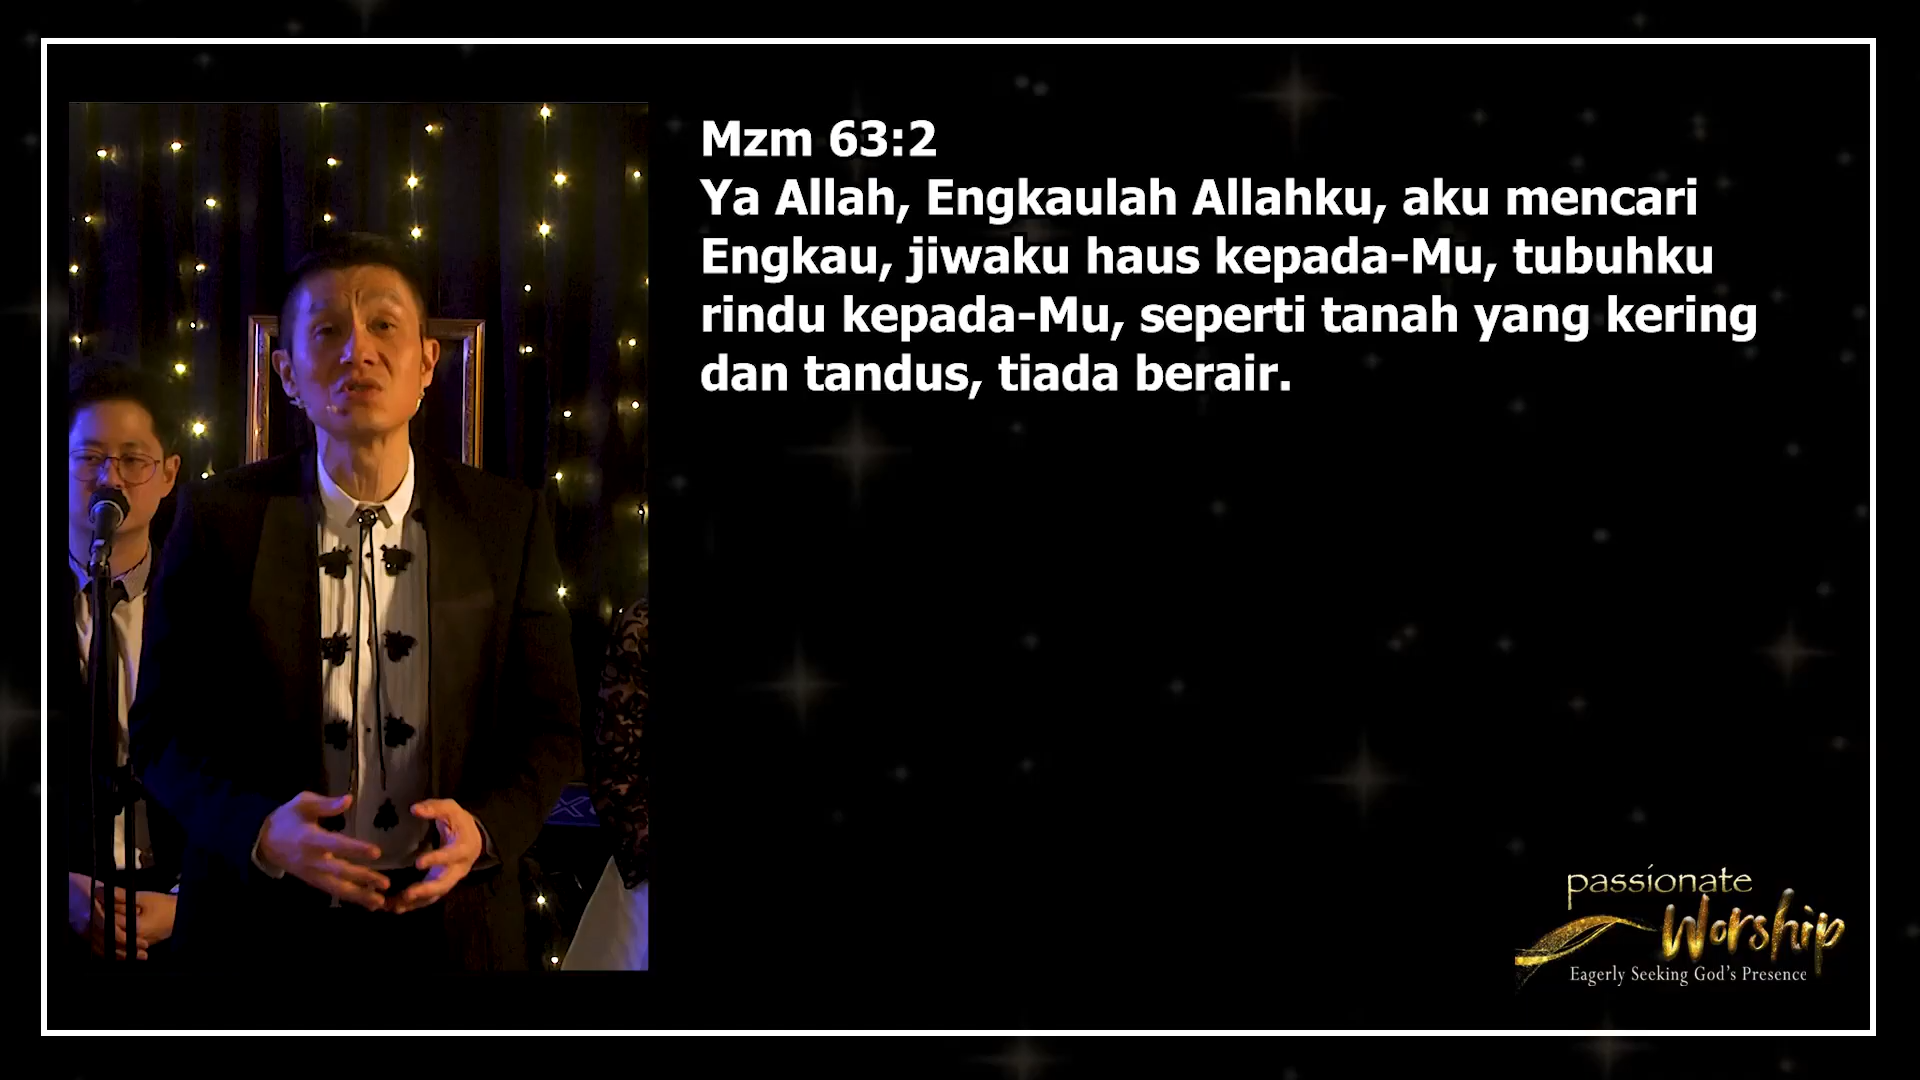 Mzm 63:2
Ya Allah, Engkaulah Allahku, aku mencari
Engkau, jiwaku haus kepada-Mu, tubuhku
rindu kepada-Mu, seperti tanah yang kering
dan tandus, tiada berair.
passionate
Worship
Eagerly Seeking God's Presence